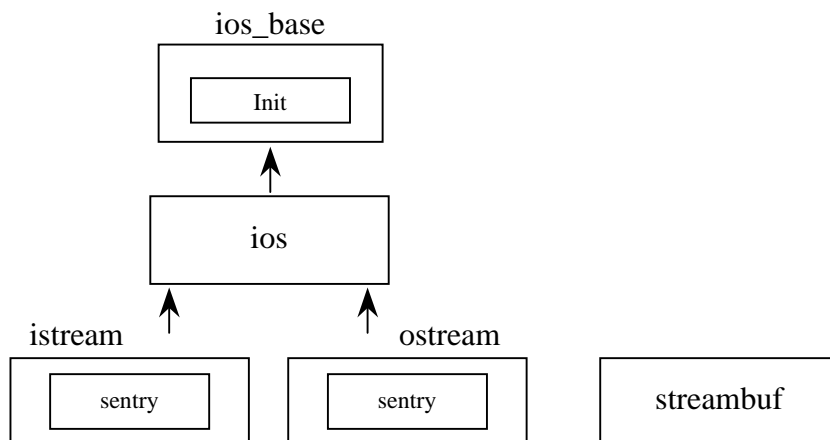 ios_base
Init
ios
istream
ostream
sentry
sentry
streambuf